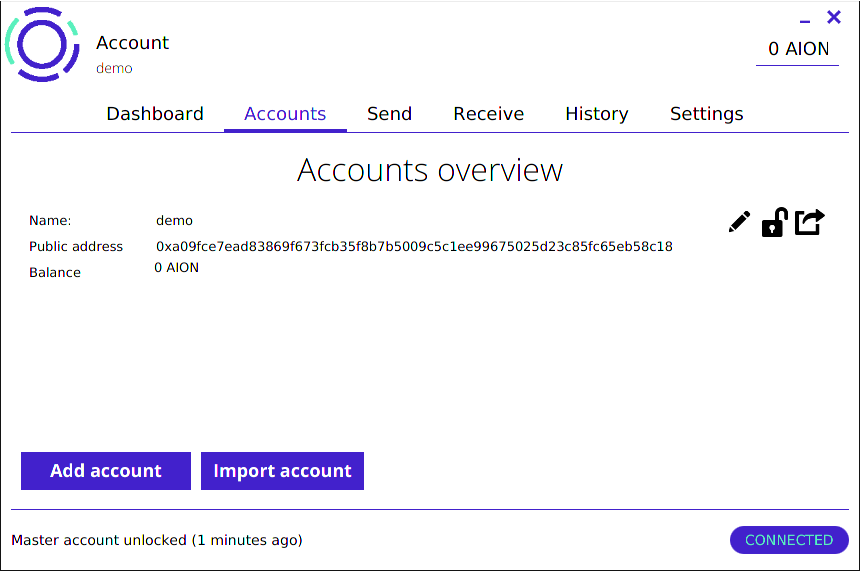 Account
demo
0 AION
Dashboard Accounts Send Receive History Settings
Accounts overview
Name: demo
Public address 0xa09fce7ead83869f673fcb35f8b7b5009c5c1ee99675025d23c85fc65eb58c18
Balance 0 AION
Add account Import account
Master account unlocked (1 minutes ago) CONNECTED